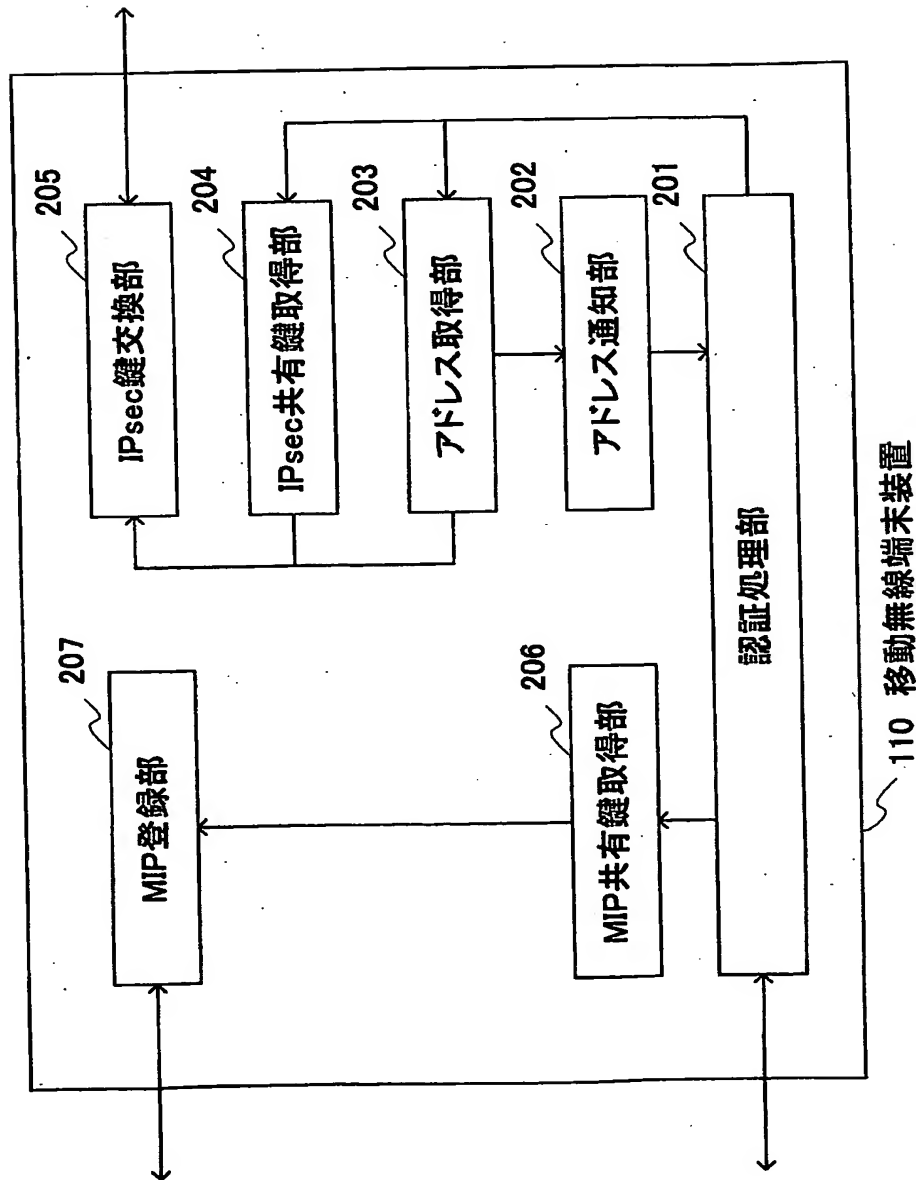 205
IPsec鍵交換部
204
IPsec共有鍵取得部
203
アドレス取得部
202
アドレス通知部
201
認証処理部
207
MIP登録部
206
MIP共有鍵取得部
110 移動無線端末装置